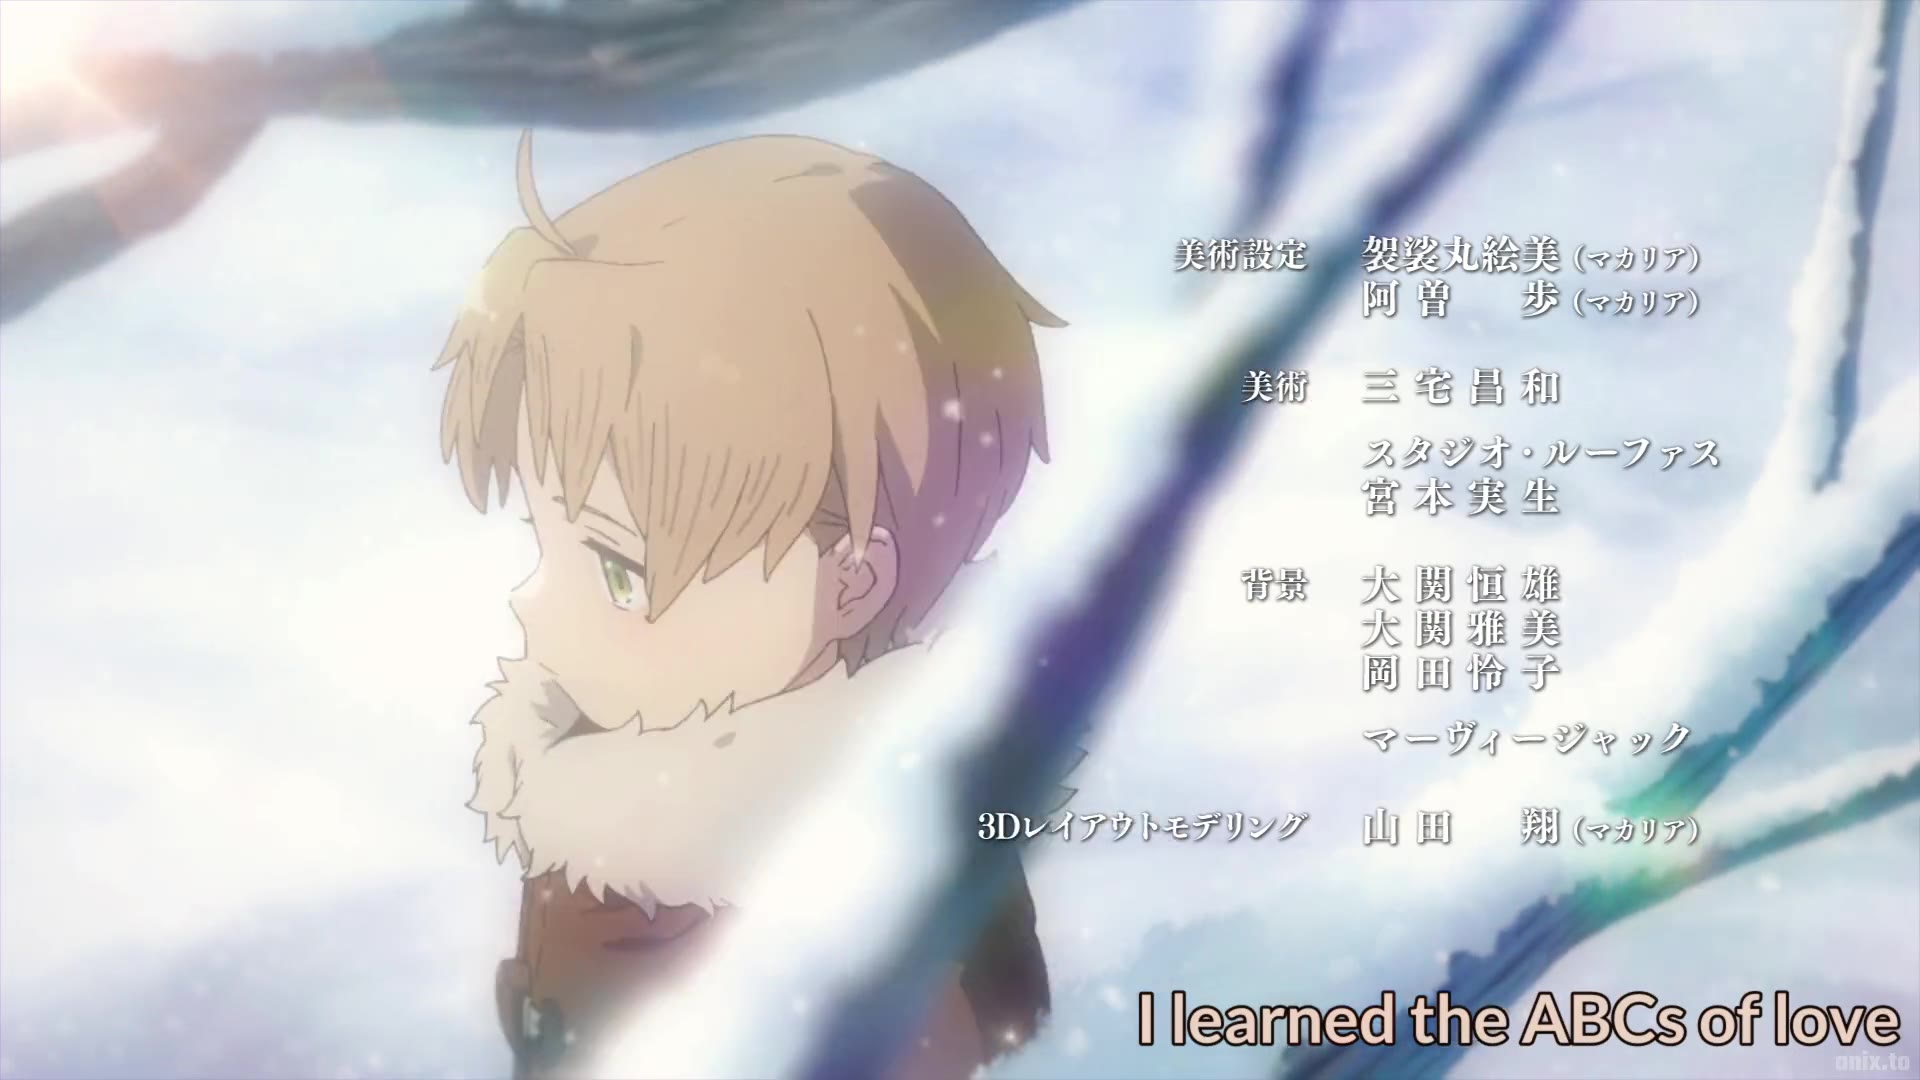 美術設定 袈裟丸絵美(マカリア)
阿曽 歩(マカリア)
美術 三宅昌和
スタジオ・ルーファス
宮本実生
背景 大関恒雄
大関雅美
岡田怜子
マーヴィージャック
3Dレイアウトモデリング 山田 翔(マカリア)
I learned the ABCs of love
anix.to